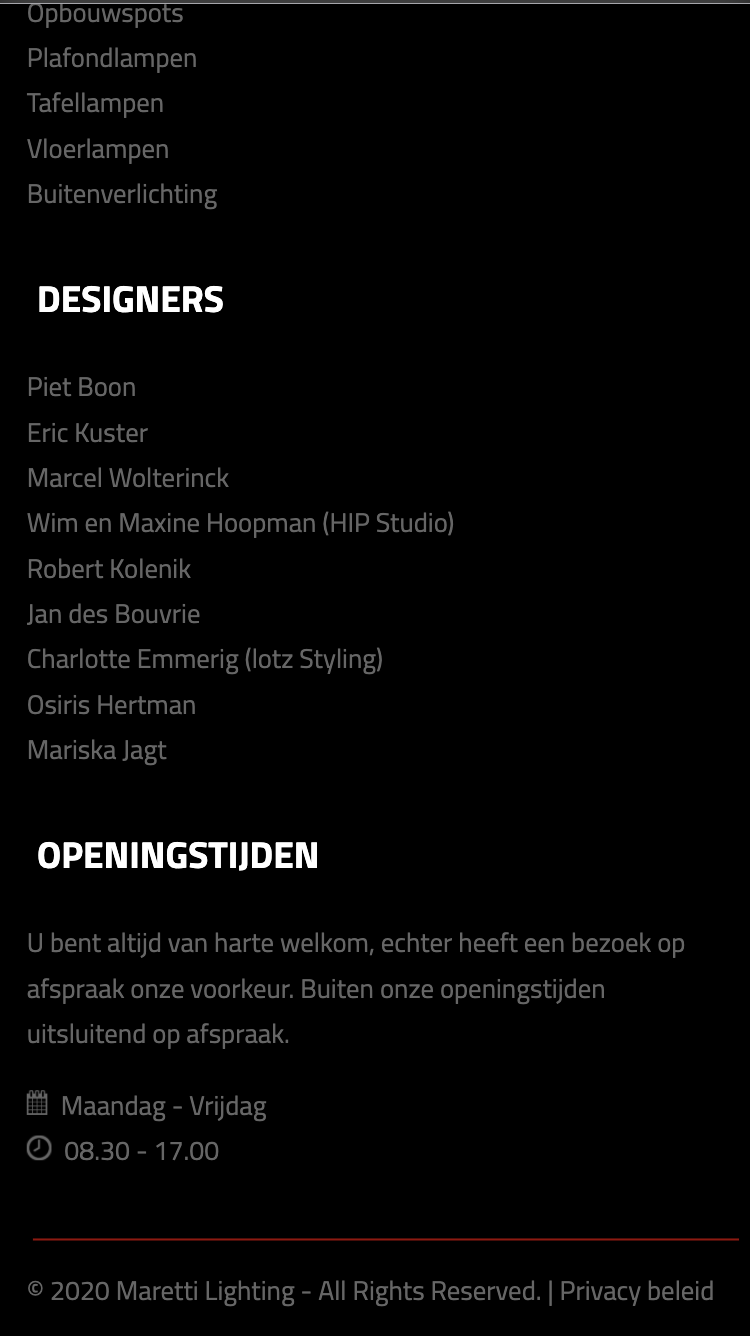 Opbouwspots
Plafondlampen
Tafellampen
Vloerlampen
Buitenverlichting
DESIGNERS
Piet Boon
Eric Kuster
Marcel Wolterinck
Wim en Maxine Hoopman (HIP Studio)
Robert Kolenik
Jan des Bouvrie
Charlotte Emmerig (lotz Styling)
Osiris Hertman
Mariska Jagt
OPENINGSTIJDEN
U bent altijd van harte welkom, echter heeft een bezoek op
afspraak onze voorkeur. Buiten onze openingstijden
uitsluitend op afspraak.
Maandag - Vrijdag
08.30 - 17.00
© 2020 Maretti Lighting - All Rights Reserved. | Privacy beleid